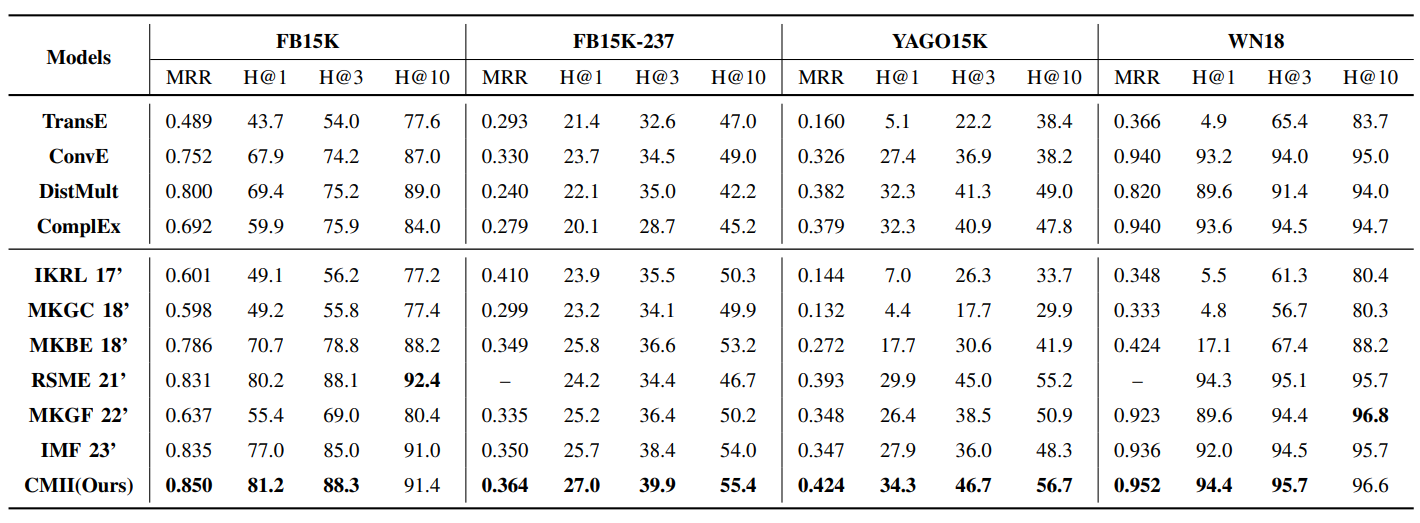 Models FB15K FB15K-237 YAGO15K WN18
MRR H@1 H@3 H@10 MRR H@1 H@3 H@10 MRR H@1 H@3 H@10 MRR H@1 H@3 H@10
TransE 0.489 43.7 54.0 77.6 0.293 21.4 32.6 47.0 0.160 5.1 22.2 38.4 0.366 4.9 65.4 83.7
ConvE 0.752 67.9 74.2 87.0 0.330 23.7 34.5 49.0 0.326 27.4 36.9 38.2 0.940 93.2 94.0 95.0
DistMult 0.800 69.4 75.2 89.0 0.240 22.1 35.0 42.2 0.382 32.3 41.3 49.0 0.820 89.6 91.4 94.0
ComplEx 0.692 59.9 75.9 84.0 0.279 20.1 28.7 45.2 0.379 32.3 40.9 47.8 0.940 93.6 94.5 94.7
IKRL 17’ 0.601 49.1 56.2 77.2 0.410 23.9 35.5 50.3 0.144 7.0 26.3 33.7 0.348 5.5 61.3 80.4
MKGC 18’ 0.598 49.2 55.8 77.4 0.299 23.2 34.1 49.9 0.132 4.4 17.7 29.9 0.333 4.8 56.7 80.3
MKBE 18’ 0.786 70.7 78.8 88.2 0.349 25.8 36.6 53.2 0.272 17.7 30.6 41.9 0.424 17.1 67.4 88.2
RSME 21’ 0.831 80.2 88.1 92.4 – 24.2 34.4 46.7 0.393 29.9 45.0 55.2 – 94.3 95.1 95.7
MKGF 22’ 0.637 55.4 69.0 80.4 0.335 25.2 36.4 50.2 0.348 26.4 38.5 50.9 0.923 89.6 94.4 96.8
IMF 23’ 0.835 77.0 85.0 91.0 0.350 25.7 38.4 54.0 0.347 27.9 36.0 48.3 0.936 92.0 94.5 95.7
CMII(Ours) 0.850 81.2 88.3 91.4 0.364 27.0 39.9 55.4 0.424 34.3 46.7 56.7 0.952 94.4 95.7 96.6